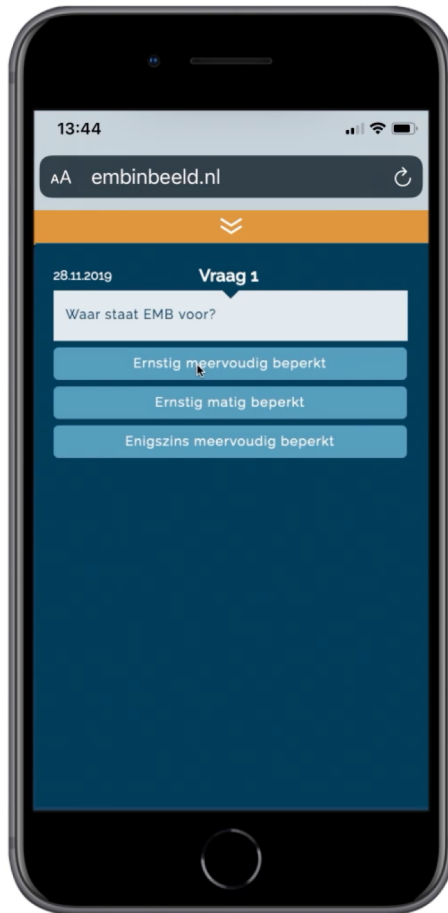 13:44
AA embinbeeld.nl
28.11.2019 Vraag 1
Waar staat EMB voor?
Ernstig meervoudig beperkt
Ernstig matig beperkt
Enigszins meervoudig beperkt